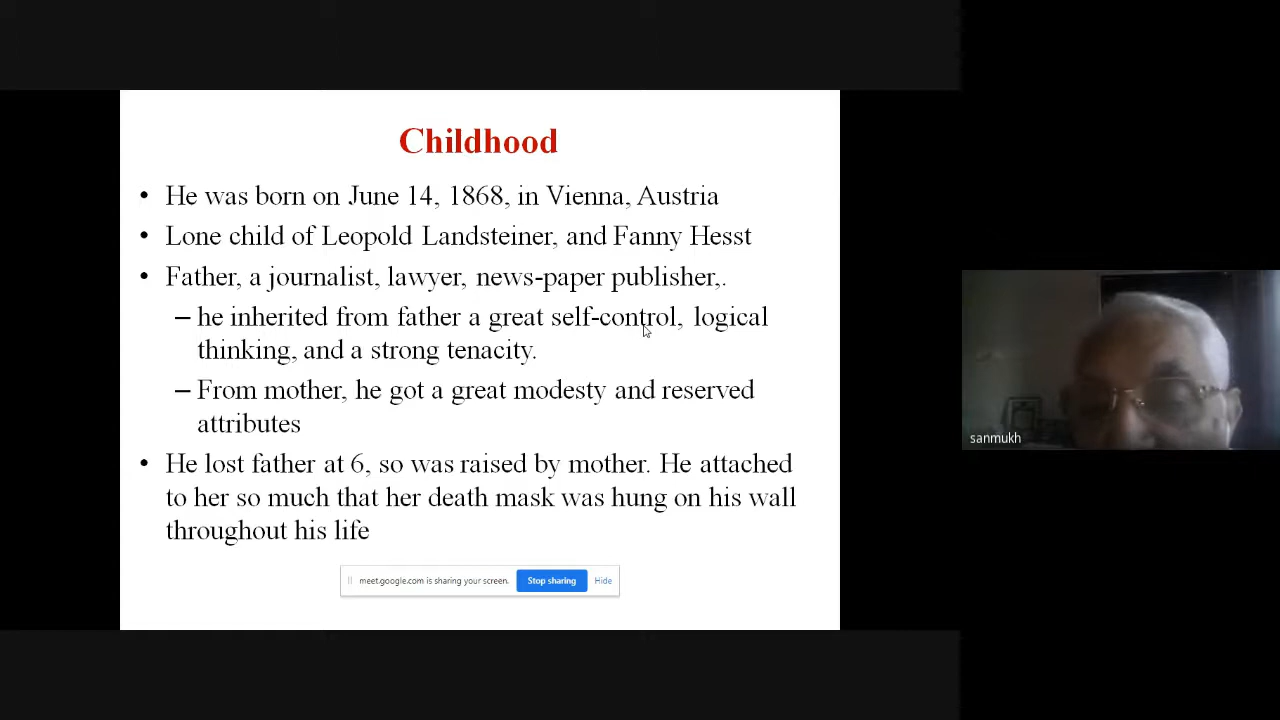 Childhood
• He was born on June 14, 1868, in Vienna, Austria
• Lone child of Leopold Landsteiner, and Fanny Hesst
• Father, a journalist, lawyer, news-paper publisher,.
– he inherited from father a great self-control, logical
thinking, and a strong tenacity.
– From mother, he got a great modesty and reserved
attributes
• He lost father at 6, so was raised by mother. He attached
to her so much that her death mask was hung on his wall
throughout his life
meet.google.com is sharing your screen. Stop sharing Hide
sanmukh